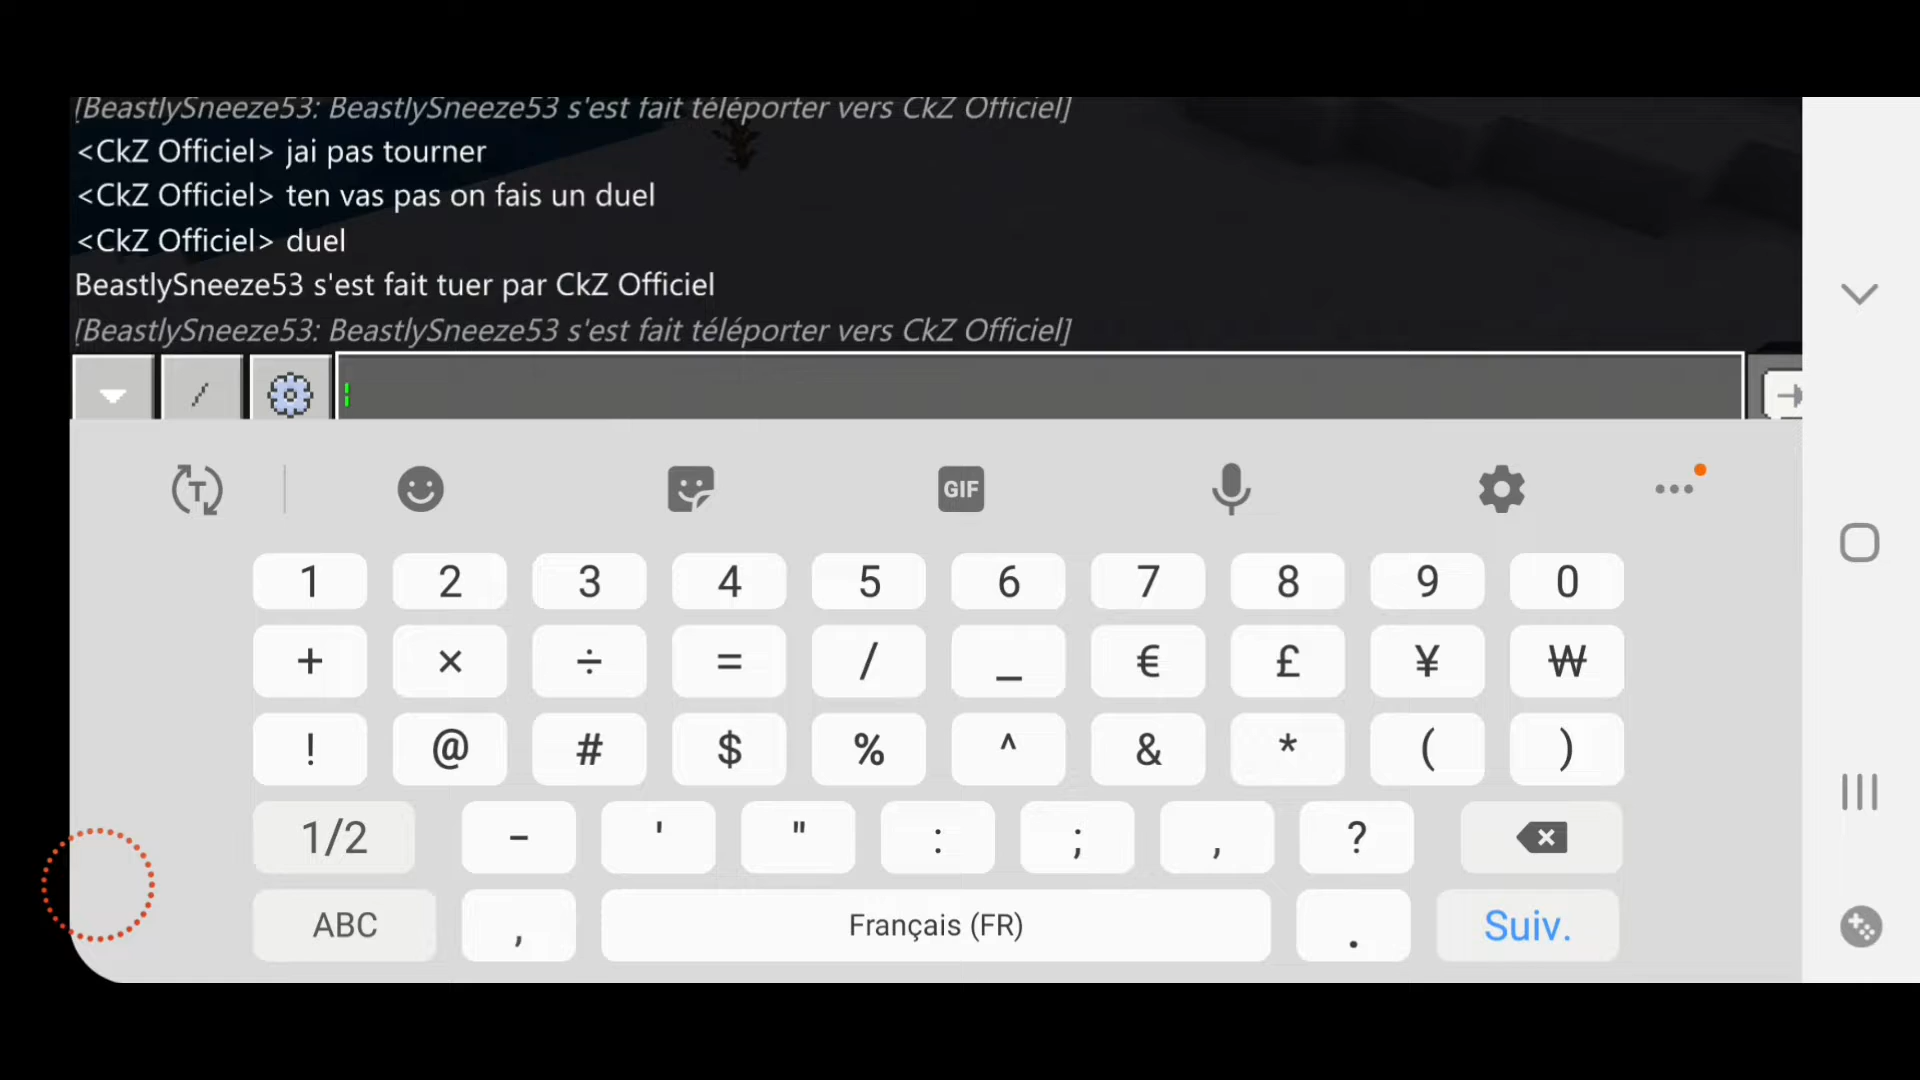 [BeastlySneeze53: BeastlySneeze53 s'est fait téléporter vers CkZ Officiel]
<CkZ Officiel> jai pas tourner
<CkZ Officiel> ten vas pas on fais un duel
<CkZ Officiel> duel
BeastlySneeze53 s'est fait tuer par CkZ Officiel
[BeastlySneeze53: BeastlySneeze53 s'est fait téléporter vers CkZ Officiel]
/
T GIF
1 2 3 4 5 6 7 8 9 0
+ × ÷ = / _ € £ ¥ ₩
! @ # $ % ^ & * ( )
1/2 - ' " : ; , ?
ABC , Français (FR) . Suiv.